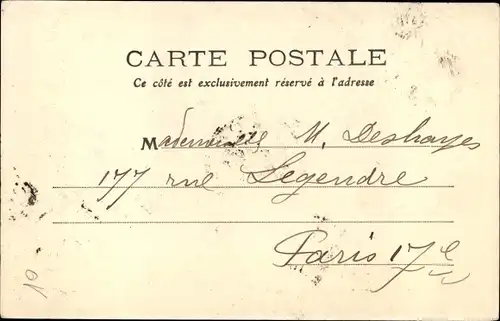 CARTE POSTALE
Ce côté est exclusivement réservé à l'adresse
Mademoiselle M. Deshayes
177 rue Legendre
Paris 17e